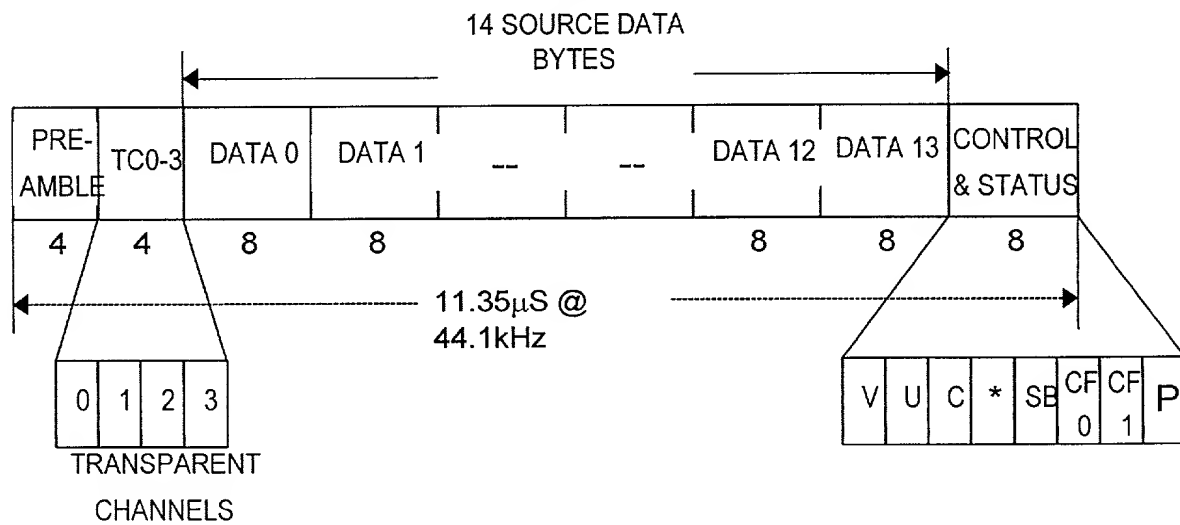 14 SOURCE DATA
BYTES
PRE-
AMBLE
TC0-3
DATA 0
DATA 1
--
--
DATA 12
DATA 13
CONTROL
& STATUS
4
4
8
8
8
8
8
11.35μS @
44.1kHz
0
1
2
3
TRANSPARENT
CHANNELS
V
U
C
*
SB
CF
0
CF
1
P